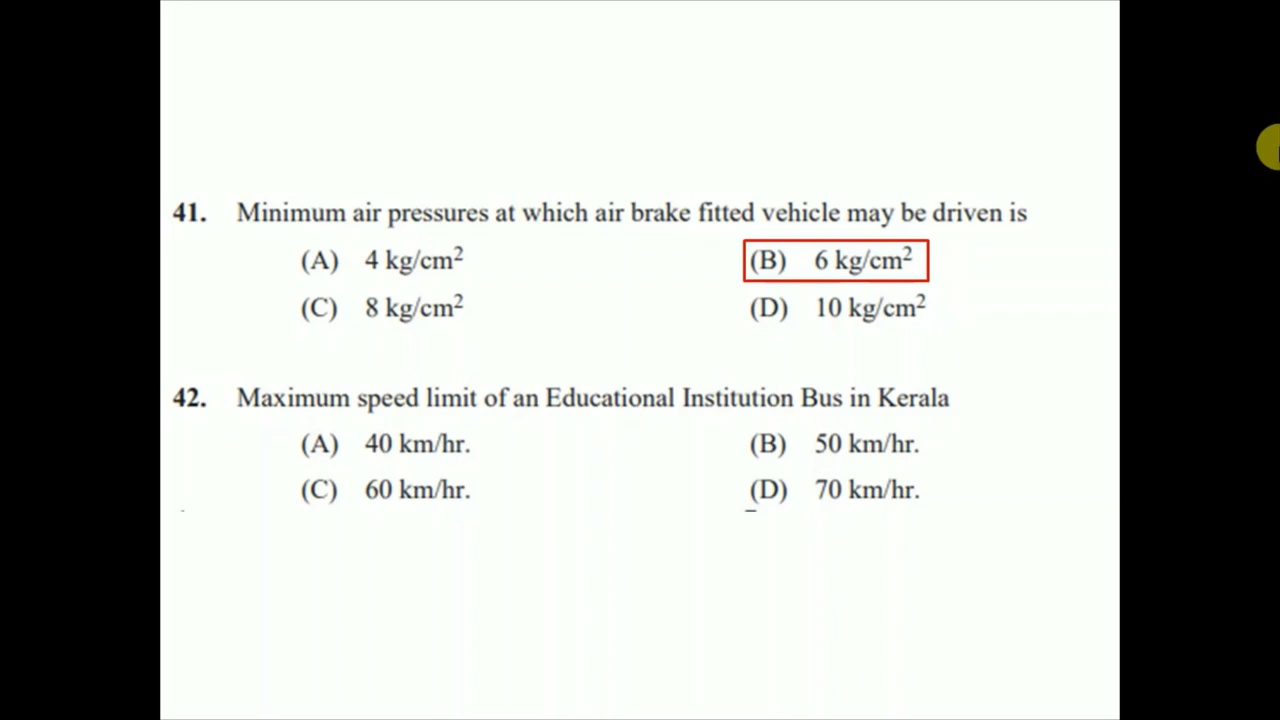 41. Minimum air pressures at which air brake fitted vehicle may be driven is
(A) 4 kg/cm² (B) 6 kg/cm²
(C) 8 kg/cm² (D) 10 kg/cm²
42. Maximum speed limit of an Educational Institution Bus in Kerala
(A) 40 km/hr. (B) 50 km/hr.
(C) 60 km/hr. (D) 70 km/hr.